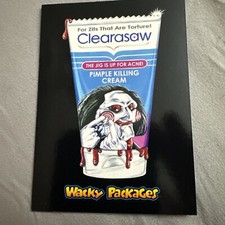 For Zits That Are Torture!
Clearasaw
THE JIG IS UP FOR ACNE!
PIMPLE KILLING
CREAM
Wacky Packages